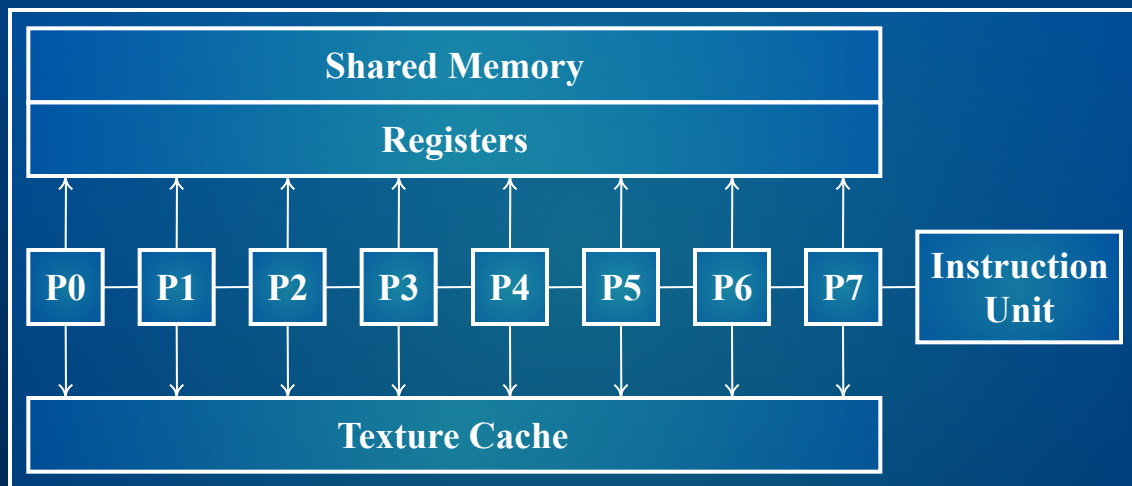 Shared Memory
Registers
P0
P1
P2
P3
P4
P5
P6
P7
Instruction
Unit
Texture Cache